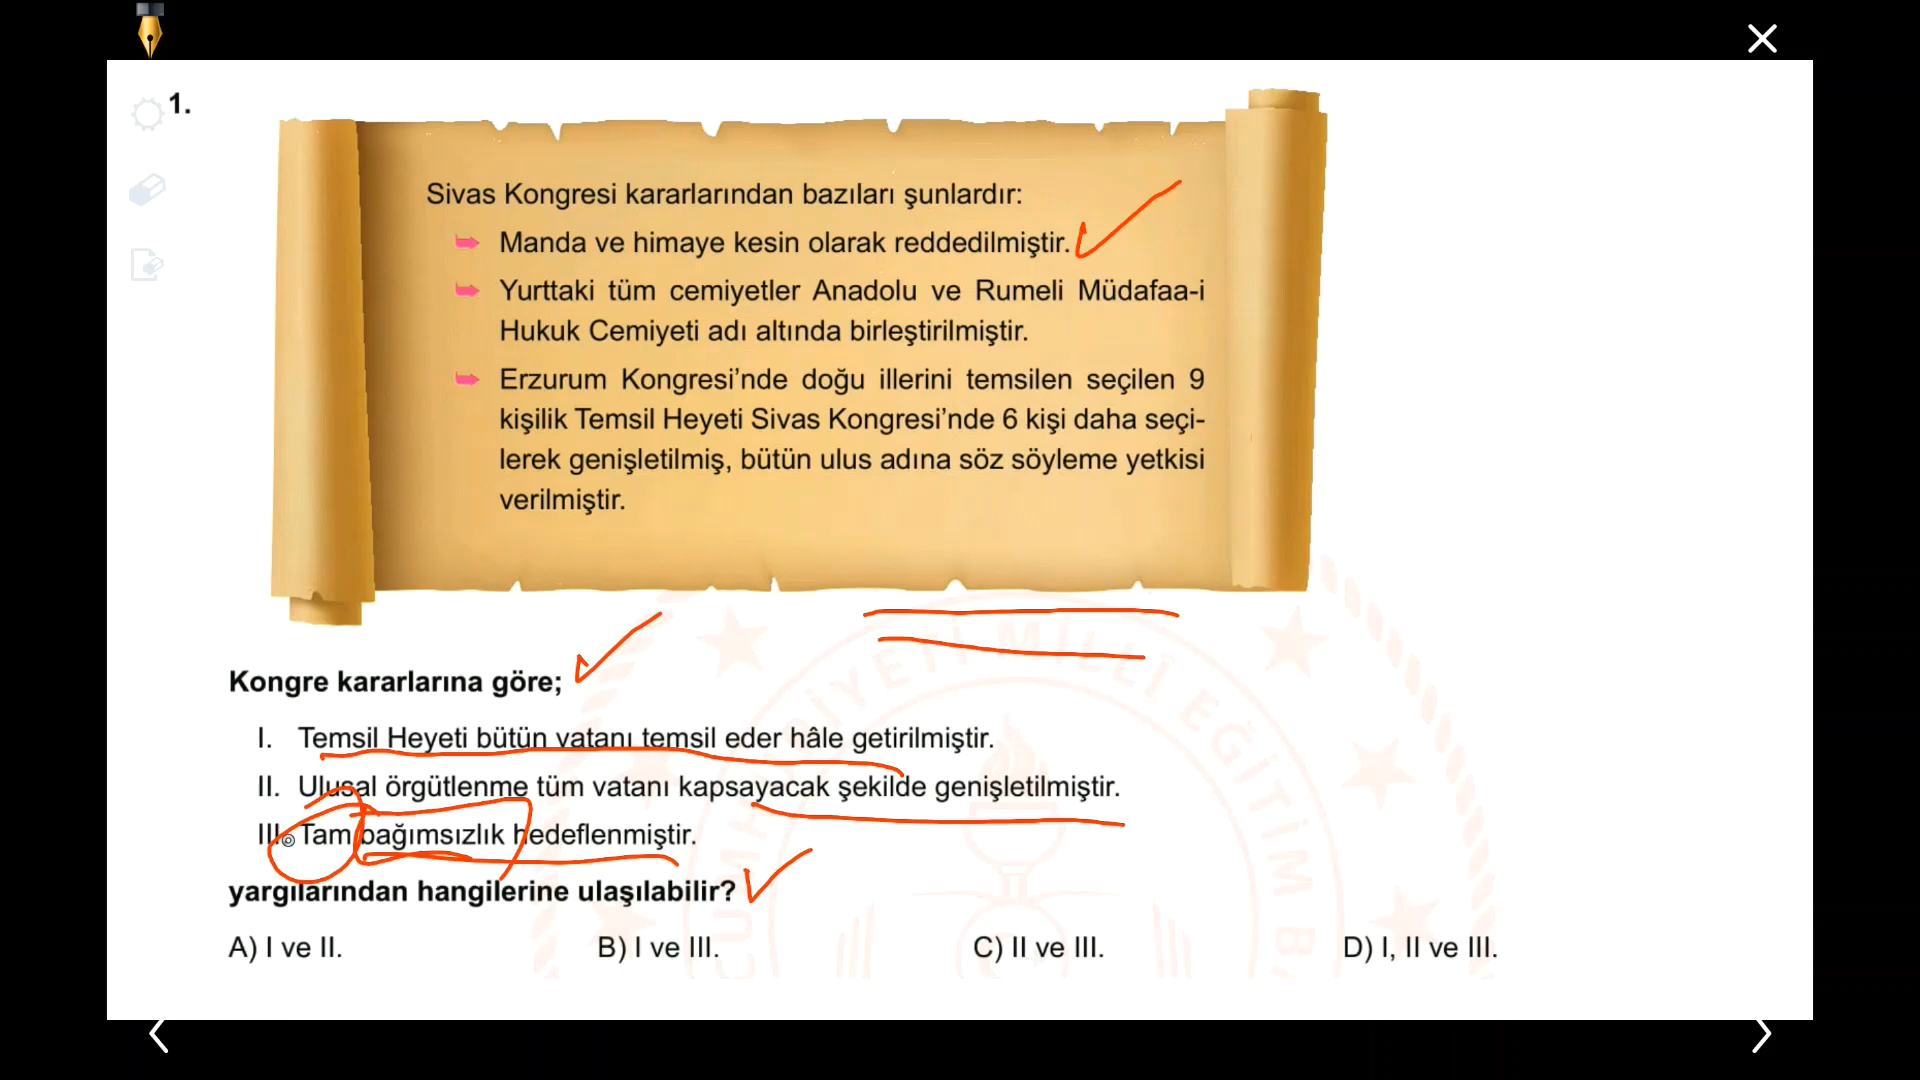 1.
Sivas Kongresi kararlarından bazıları şunlardır:
Manda ve himaye kesin olarak reddedilmiştir.
Yurttaki tüm cemiyetler Anadolu ve Rumeli Müdafaa-i
Hukuk Cemiyeti adı altında birleştirilmiştir.
Erzurum Kongresi’nde doğu illerini temsilen seçilen 9
kişilik Temsil Heyeti Sivas Kongresi’nde 6 kişi daha seçi-
lerek genişletilmiş, bütün ulus adına söz söyleme yetkisi
verilmiştir.
Kongre kararlarına göre;
I. Temsil Heyeti bütün vatanı temsil eder hâle getirilmiştir.
II. Ulusal örgütlenme tüm vatanı kapsayacak şekilde genişletilmiştir.
III. Tam bağımsızlık hedeflenmiştir.
yargılarından hangilerine ulaşılabilir?
A) I ve II. B) I ve III. C) II ve III. D) I, II ve III.